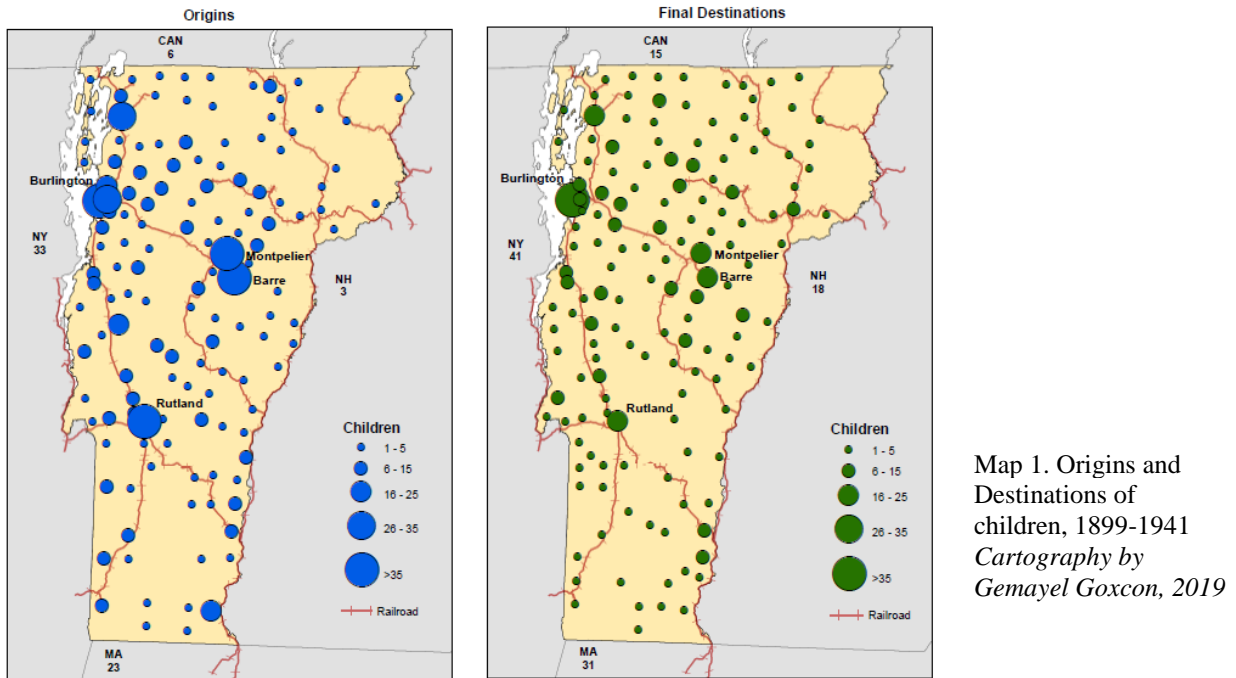 Origins
CAN
6
Burlington
NY
33
Montpelier
Barre
NH
3
Rutland
Children
1 - 5
6 - 15
16 - 25
26 - 35
>35
Railroad
MA
23
Final Destinations
CAN
15
Burlington
NY
41
Montpelier
Barre
NH
18
Rutland
Children
1 - 5
6 - 15
16 - 25
26 - 35
>35
Railroad
MA
31
Map 1. Origins and
Destinations of
children, 1899-1941
Cartography by
Gemayel Goxcon, 2019